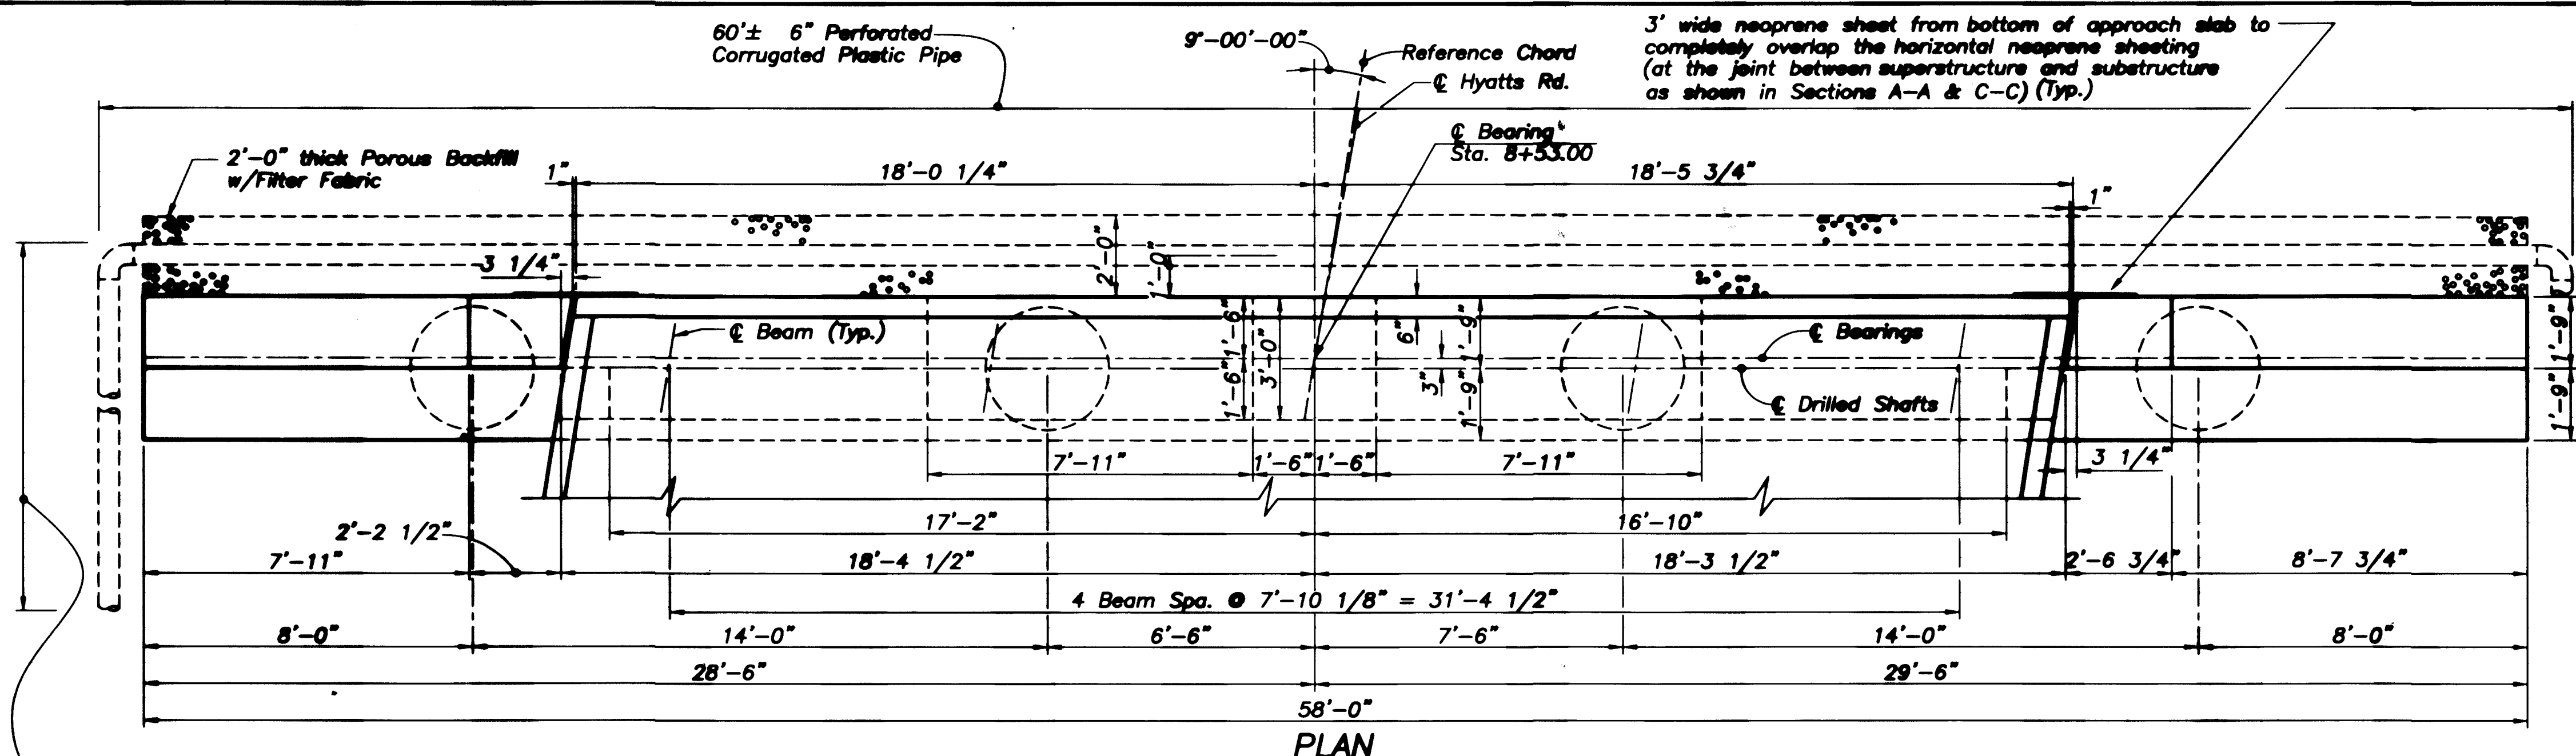 60'± 6" Perforated
Corrugated Plastic Pipe
9°-00'-00"
Reference Chord
℄ Hyatts Rd.
3' wide neoprene sheet from bottom of approach slab to
completely overlap the horizontal neoprene sheeting
(at the joint between superstructure and substructure
as shown in Sections A-A & C-C) (Typ.)
℄ Bearing
Sta. 8+53.00
2'-0" thick Porous Backfill
w/Filter Fabric
1"
18'-0 1/4"
18'-5 3/4"
1"
3 1/4"
2'-0"
1'-0"
℄ Beam (Typ.)
1'-6"
1'-6"
3'-0"
6"
3"
1'-9"
1'-9"
℄ Bearings
℄ Drilled Shafts
1'-9"
1'-9"
7'-11"
1'-6"
1'-6"
7'-11"
3 1/4"
17'-2"
16'-10"
2'-2 1/2"
7'-11"
18'-4 1/2"
18'-3 1/2"
2'-6 3/4"
8'-7 3/4"
4 Beam Spa. @ 7'-10 1/8" = 31'-4 1/2"
8'-0"
14'-0"
6'-6"
7'-6"
14'-0"
8'-0"
28'-6"
29'-6"
58'-0"
PLAN